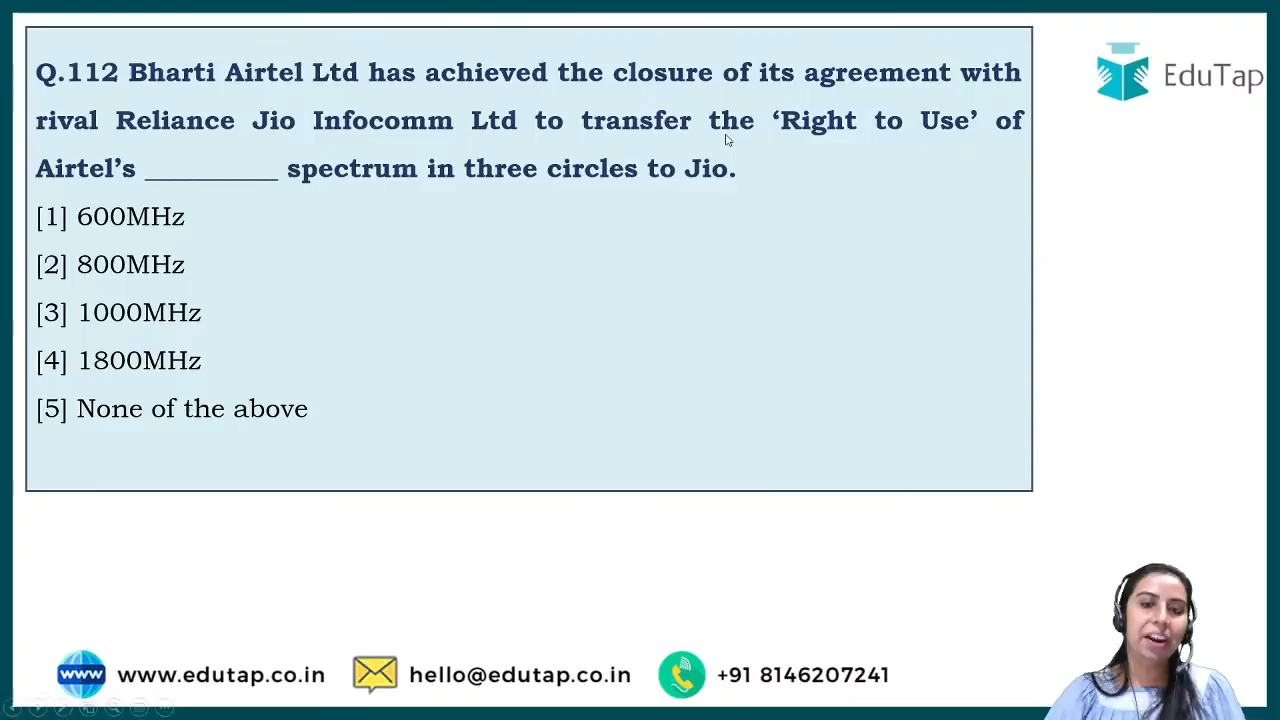 Q.112 Bharti Airtel Ltd has achieved the closure of its agreement with
rival Reliance Jio Infocomm Ltd to transfer the ‘Right to Use’ of
Airtel’s __________ spectrum in three circles to Jio.
[1] 600MHz
[2] 800MHz
[3] 1000MHz
[4] 1800MHz
[5] None of the above
EduTap
www www.edutap.co.in hello@edutap.co.in +91 8146207241